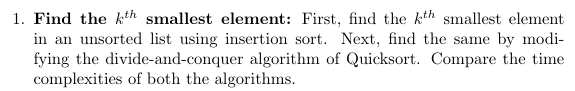 1. Find the kth smallest element: First, find the kth smallest element
in an unsorted list using insertion sort. Next, find the same by modi-
fying the divide-and-conquer algorithm of Quicksort. Compare the time
complexities of both the algorithms.